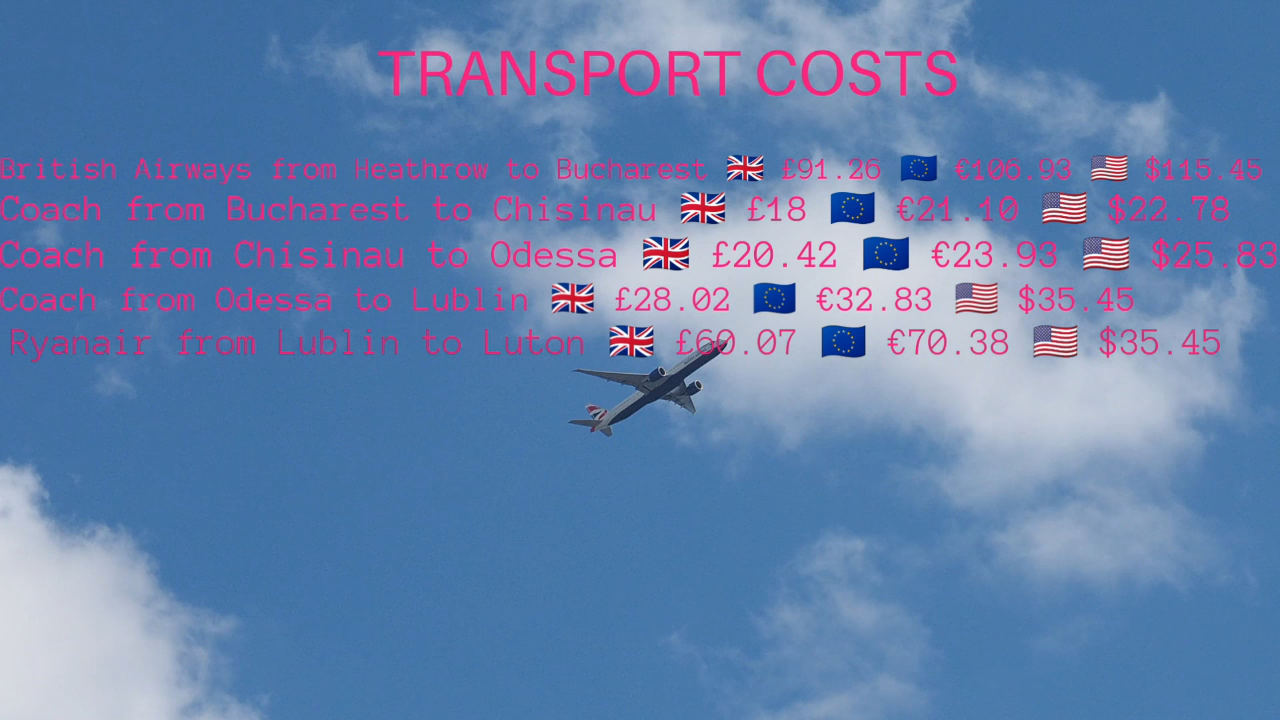 TRANSPORT COSTS
British Airways from Heathrow to Bucharest 🇬🇧 £91.26 🇪🇺 €106.93 🇺🇸 $115.45
Coach from Bucharest to Chisinau 🇬🇧 £18 🇪🇺 €21.10 🇺🇸 $22.78
Coach from Chisinau to Odessa 🇬🇧 £20.42 🇪🇺 €23.93 🇺🇸 $25.83
Coach from Odessa to Lublin 🇬🇧 £28.02 🇪🇺 €32.83 🇺🇸 $35.45
Ryanair from Lublin to Luton 🇬🇧 £60.07 🇪🇺 €70.38 🇺🇸 $35.45